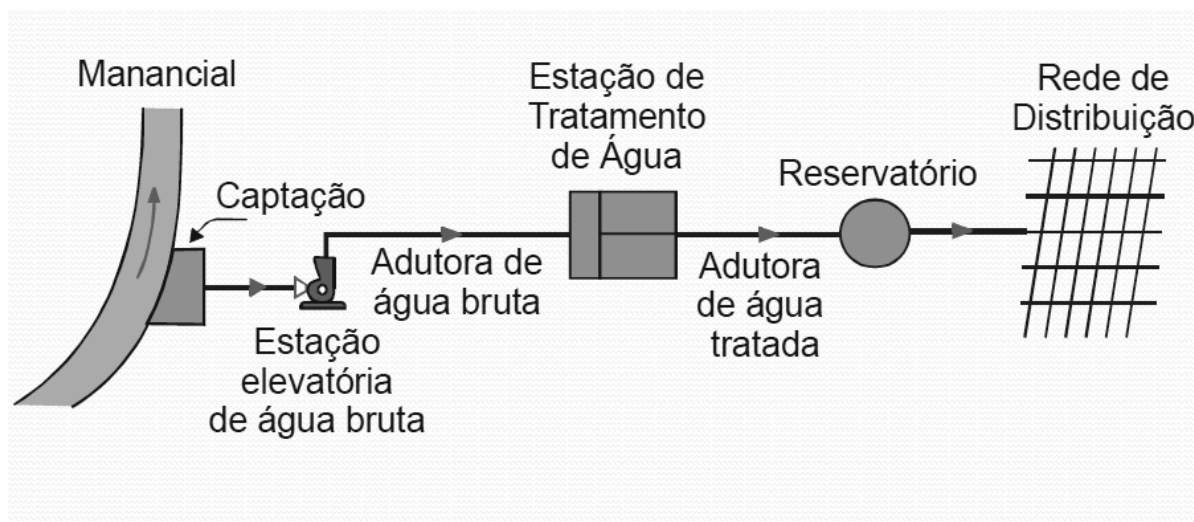 Manancial
Captação
Estação
elevatória
de água bruta
Adutora de
água bruta
Estação de
Tratamento
de Água
Adutora
de água
tratada
Reservatório
Rede de
Distribuição